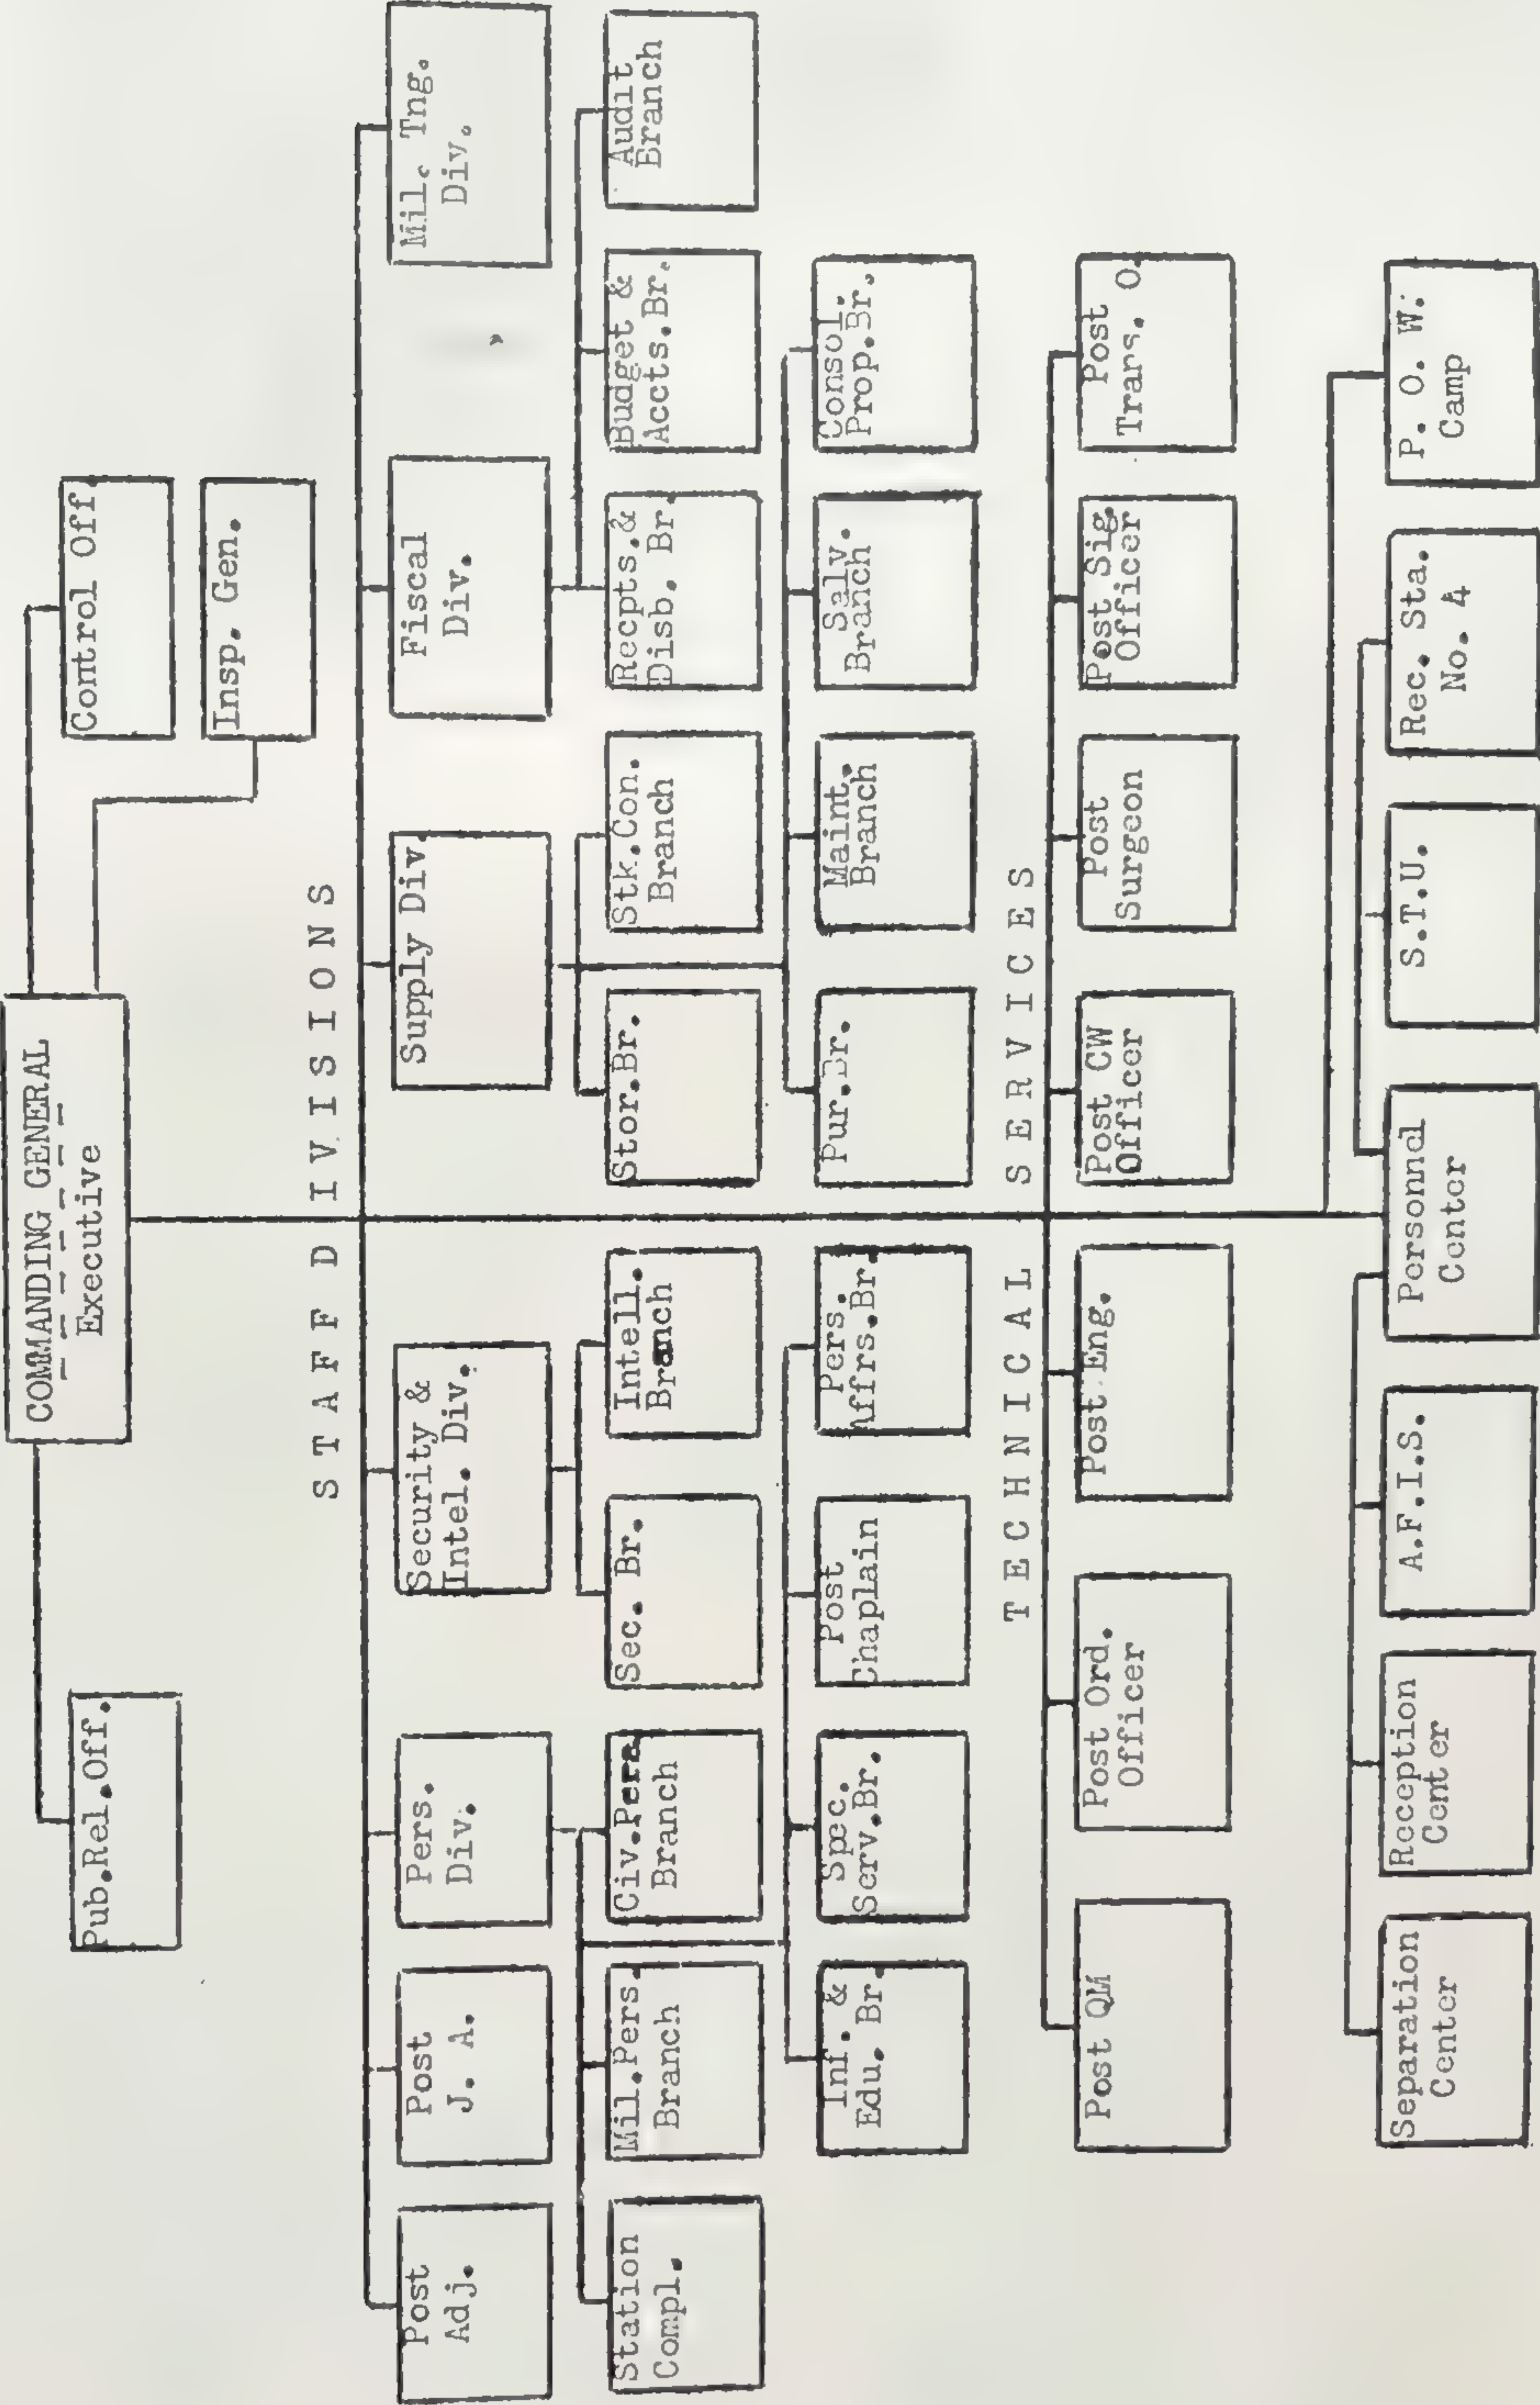 COMMANDING GENERAL
Executive
Pub.Rel.Off.
Control Off
Insp. Gen.
STAFF DIVISIONS
Post
Adj.
Post
J. A.
Pers.
Div.
Security &
Intel. Div.
Supply Div.
Fiscal
Div.
Mil. Tng.
Div.
Station
Compl.
Mil.Pers.
Branch
Civ.Pers.
Branch
Sec. Br.
Intell.
Branch
Stor.Br.
Stk.Con.
Branch
Recpts.&
Disb. Br.
Budget &
Accts.Br.
Audit
Branch
Inf. &
Edu. Br.
Spec.
Serv.Br.
Post
Chaplain
Pers.
Affrs.Br.
Pur.Br.
Maint.
Branch
Salv.
Branch
Consol.
Prop.Br.
TECHNICAL SERVICES
Post QM
Post Ord.
Officer
Post Eng.
Post CW
Officer
Post
Surgeon
Post Sig.
Officer
Post
Trans. O.
Separation
Center
Reception
Center
A.F.I.S.
Personnel
Center
S.T.U.
Rec. Sta.
No. 4
P. O. W.
Camp